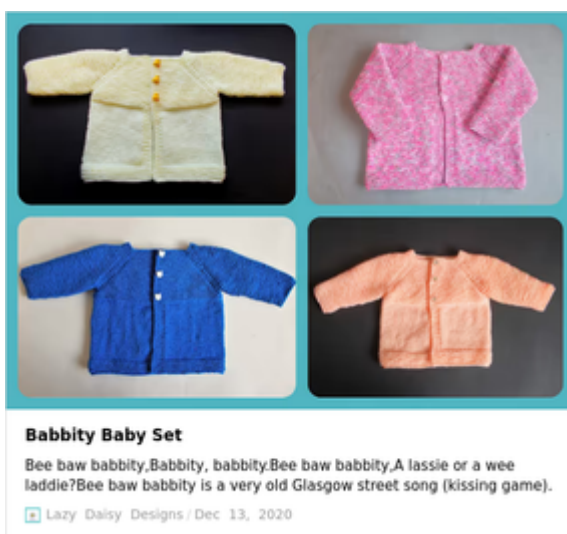 Babbity Baby Set
Bee baw babbity,Babbity, babbity.Bee baw babbity,A lassie or a wee
laddie?Bee baw babbity is a very old Glasgow street song (kissing game).
Lazy Daisy Designs / Dec 13, 2020